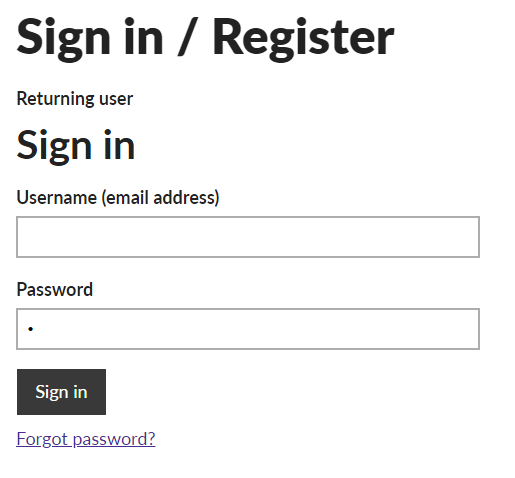 Sign in / Register
Returning user
Sign in
Username (email address)
Password
•
Sign in
Forgot password?